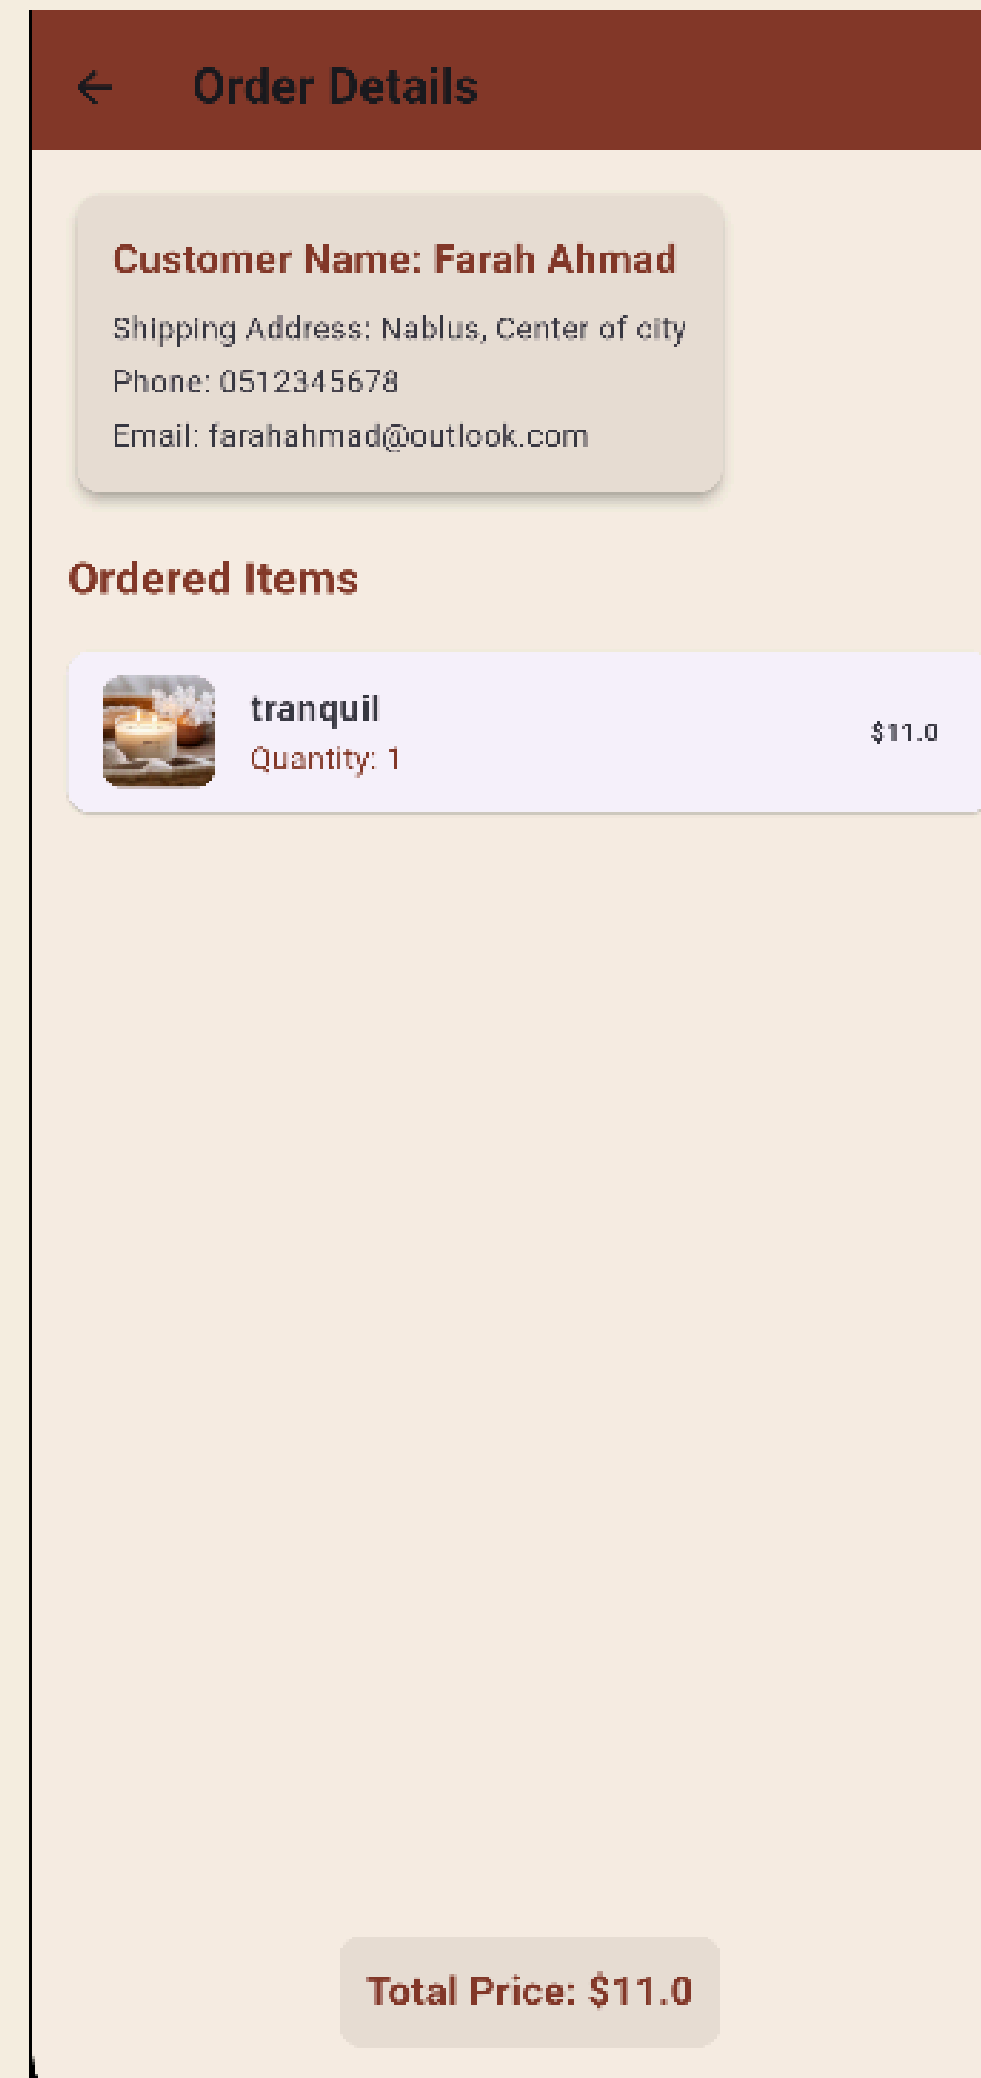 Order Details
Customer Name: Farah Ahmad
Shipping Address: Nablus, Center of city
Phone: 0512345678
Email: farahahmad@outlook.com
Ordered Items
tranquil
$11.0
Quantity: 1
Total Price: $11.0